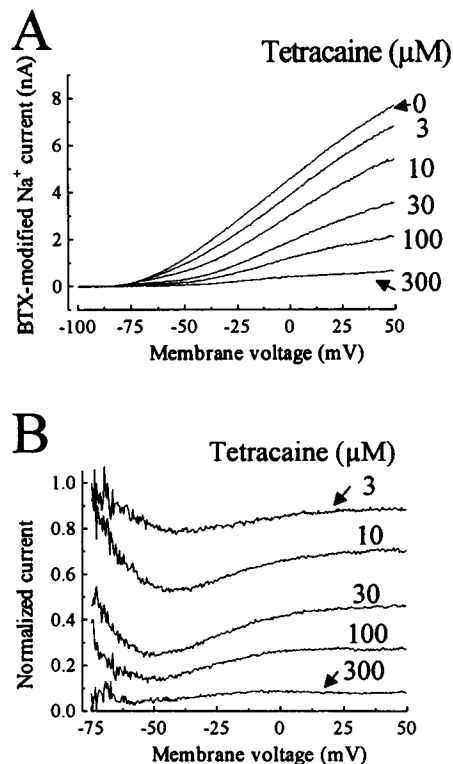 A
Tetracaine (µM)
BTX-modified Na⁺ current (nA)
8
6
4
2
0
0
3
10
30
100
300
-100 -75 -50 -25 0 25 50
Membrane voltage (mV)
B
Tetracaine (µM)
Normalized current
1.0
0.8
0.6
0.4
0.2
0.0
3
10
30
100
300
-75 -50 -25 0 25 50
Membrane voltage (mV)